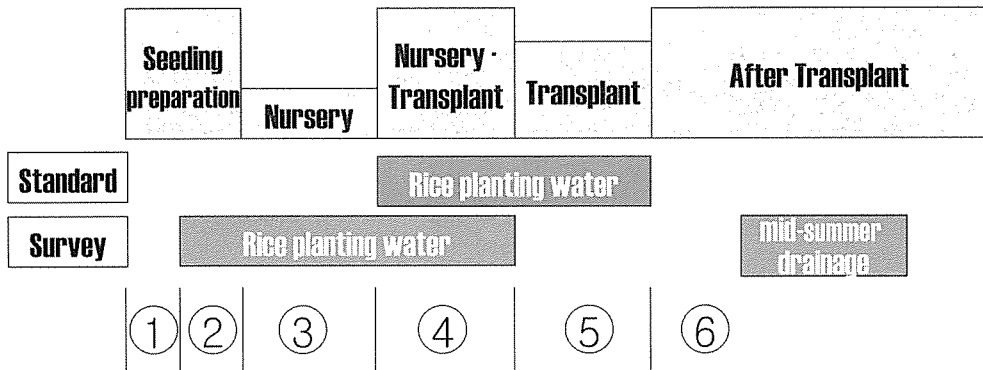 Seeding
preparation
Nursery
Nursery ·
Transplant
Transplant
After Transplant
Standard
Rice planting water
Survey
Rice planting water
mid-summer
drainage
① ② ③ ④ ⑤ ⑥